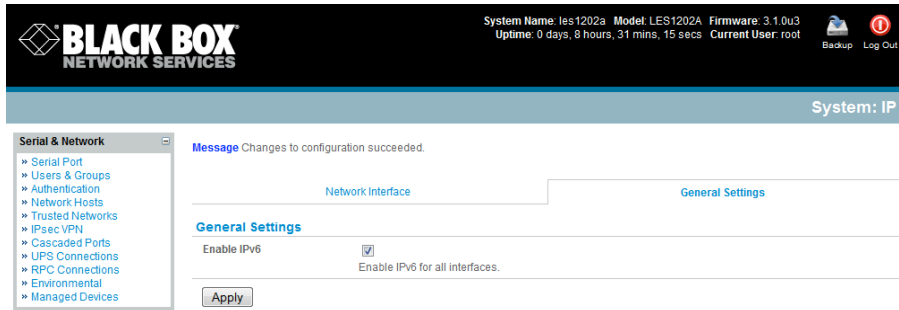 System Name: les1202a Model: LES1202A Firmware: 3.1.0u3
Uptime: 0 days, 8 hours, 31 mins, 15 secs Current User: root
Backup
Log Out
BLACK BOX
NETWORK SERVICES
System: IP
Serial & Network
» Serial Port
» Users & Groups
» Authentication
» Network Hosts
» Trusted Networks
» IPsec VPN
» Cascaded Ports
» UPS Connections
» RPC Connections
» Environmental
» Managed Devices
Message Changes to configuration succeeded.
Network Interface
General Settings
General Settings
Enable IPv6
Enable IPv6 for all interfaces.
Apply